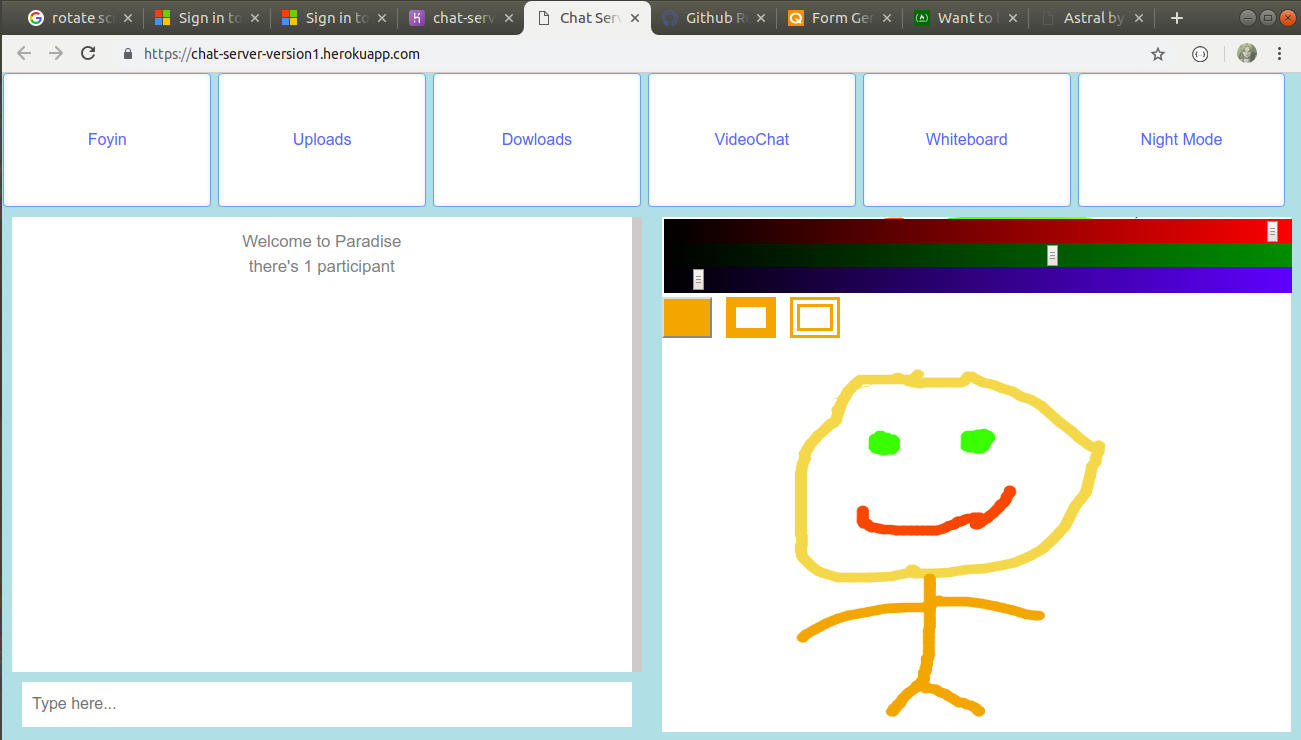 rotate sc
Sign in to
Sign in to
chat-serv
Chat Serv
Github R
Form Ger
Want to
Astral by
https://chat-server-version1.herokuapp.com
Foyin
Uploads
Dowloads
VideoChat
Whiteboard
Night Mode
Welcome to Paradise
there's 1 participant
Type here...